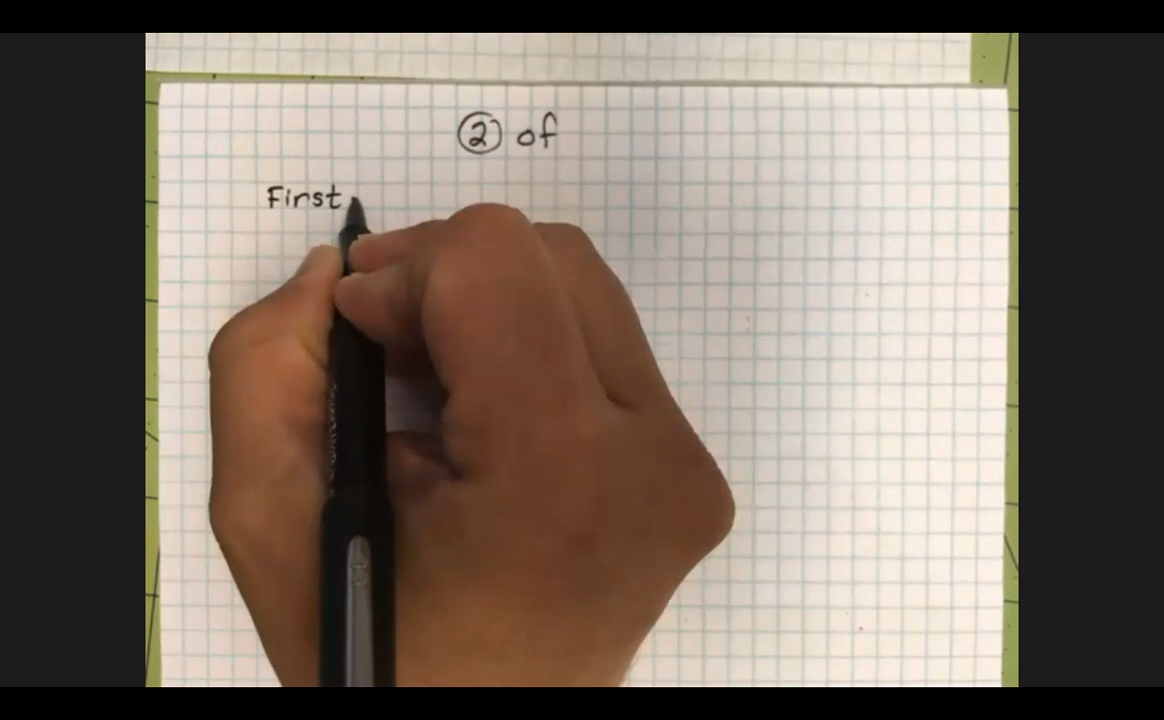 ② of
First